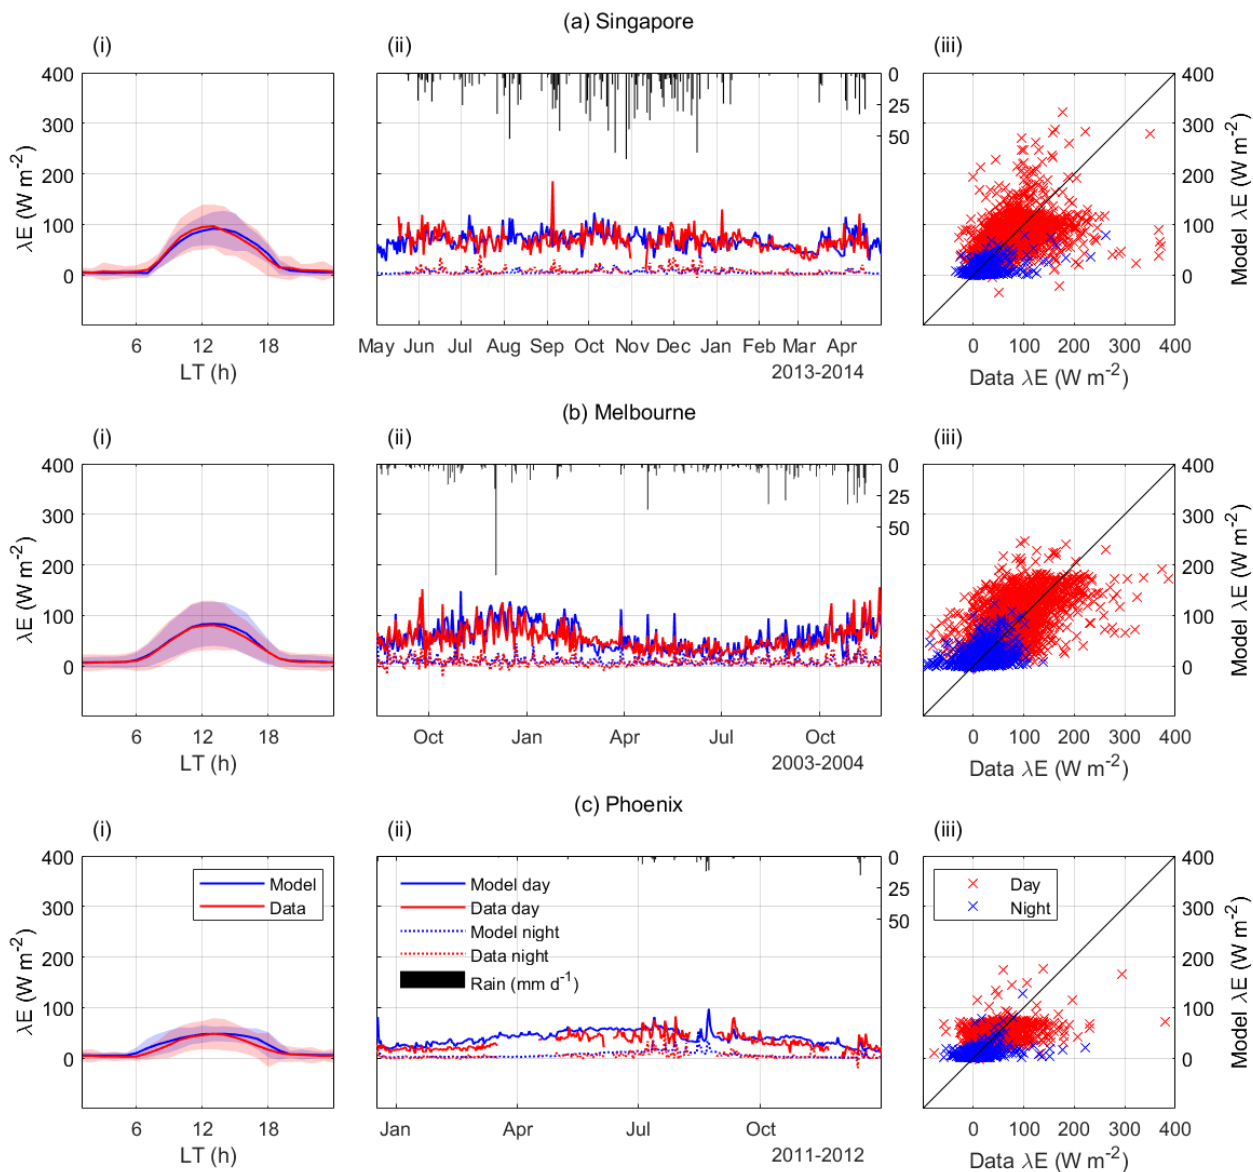 (a) Singapore
(i) (ii) (iii)
400 300 200 100 0
λE (W m-2)
6 12 18
LT (h)
0 25 50
May Jun Jul Aug Sep Oct Nov Dec Jan Feb Mar Apr
2013-2014
400 300 200 100 0
Model λE (W m-2)
0 100 200 300 400
Data λE (W m-2)
(b) Melbourne
(i) (ii) (iii)
400 300 200 100 0
λE (W m-2)
6 12 18
LT (h)
0 25 50
Oct Jan Apr Jul Oct
2003-2004
400 300 200 100 0
Model λE (W m-2)
0 100 200 300 400
Data λE (W m-2)
(c) Phoenix
(i) (ii) (iii)
400 300 200 100 0
λE (W m-2)
Model
Data
6 12 18
LT (h)
Model day
Data day
Model night
Data night
Rain (mm d-1)
0 25 50
Jan Apr Jul Oct
2011-2012
Day
Night
400 300 200 100 0
Model λE (W m-2)
0 100 200 300 400
Data λE (W m-2)